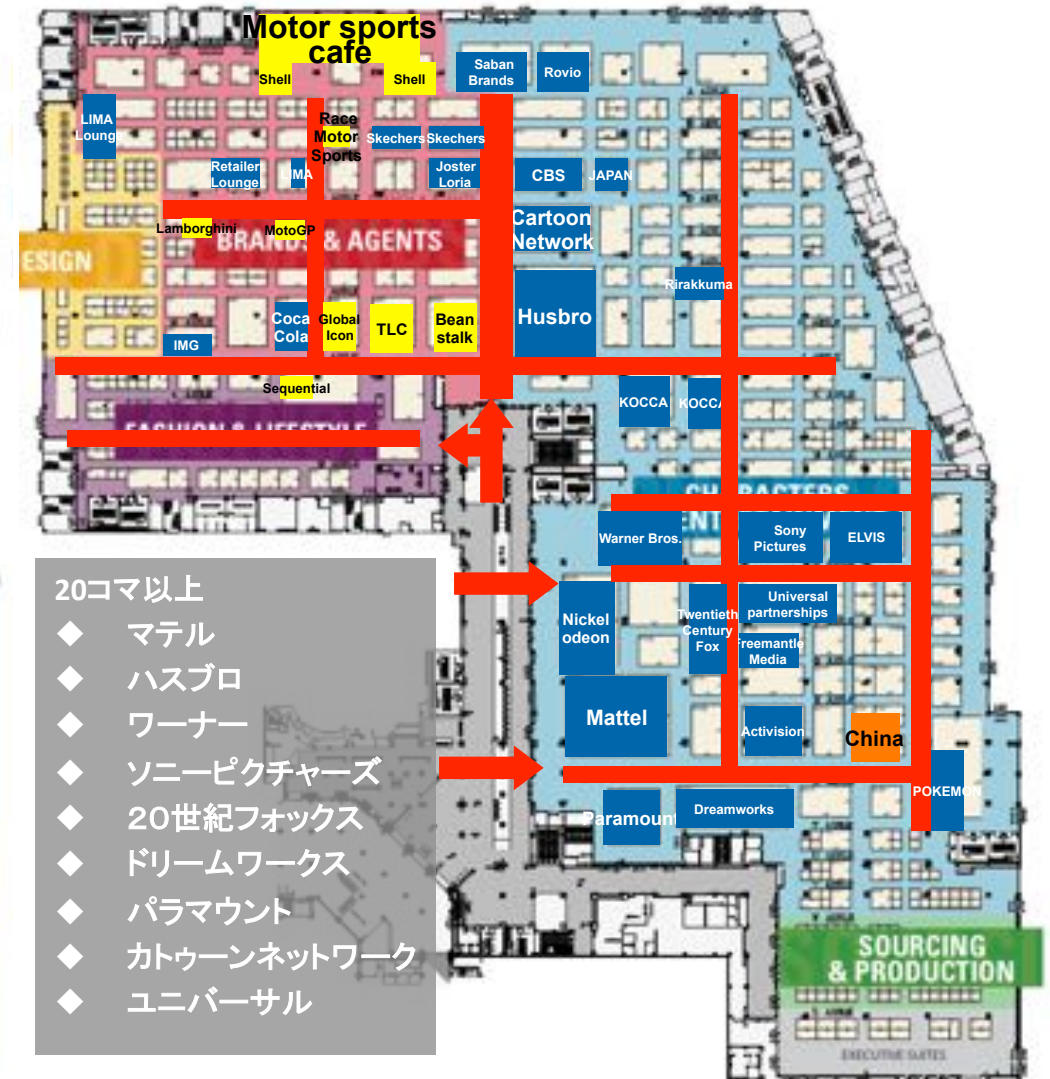 Motor sports
cafe
Shell
Shell
Saban
Brands
Rovio
LIMA
Lounge
Race
Motor
Sports
Skechers
Skechers
Retailer
Lounge
LIMA
Joster
Loria
CBS
JAPAN
Lamborghini
MotoGP
Cartoon
Network
BRANDS & AGENTS
ESIGN
Rirakkuma
Husbro
Coca
Cola
Global
Icon
TLC
Bean
stalk
IMG
Sequential
KOCCA
KOCCA
FASHION & LIFESTYLE
CHARACTERS
Warner Bros.
Sony
Pictures
ELVIS
Nickel
odeon
Twentieth
Century
Fox
Universal
partnerships
Freemantle
Media
Mattel
Activision
China
POKEMON
Paramount
Dreamworks
20コマ以上
◆ マテル
◆ ハスブロ
◆ ワーナー
◆ ソニーピクチャーズ
◆ 20世紀フォックス
◆ ドリームワークス
◆ パラマウント
◆ カトゥーンネットワーク
◆ ユニバーサル
SOURCING
& PRODUCTION
EXECUTIVE SUITES